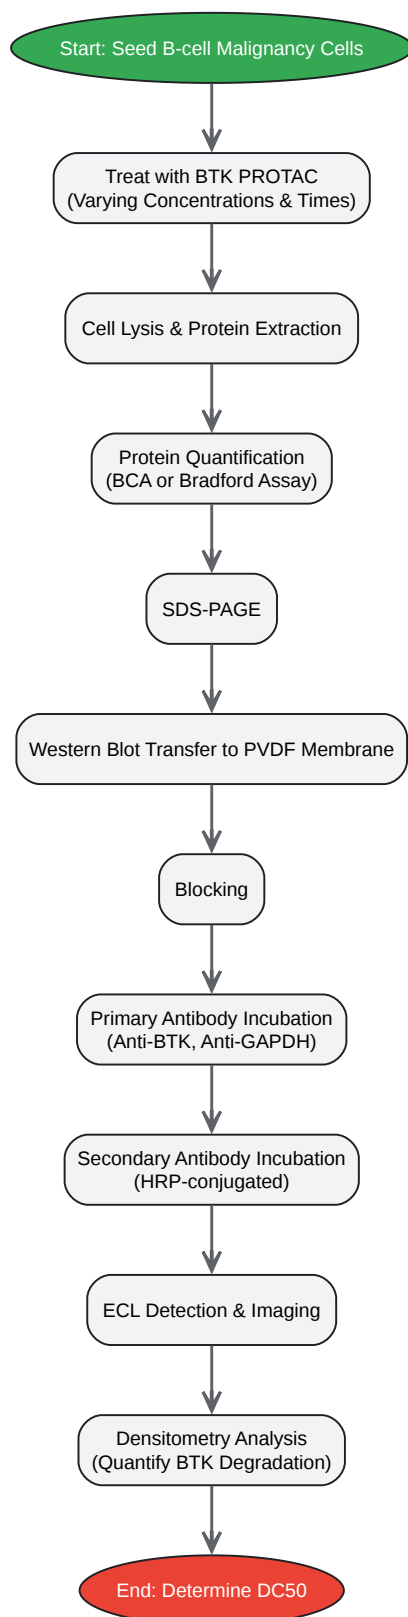 Start: Seed B-cell Malignancy Cells
Treat with BTK PROTAC
(Varying Concentrations & Times)
Cell Lysis & Protein Extraction
Protein Quantification
(BCA or Bradford Assay)
SDS-PAGE
Western Blot Transfer to PVDF Membrane
Blocking
Primary Antibody Incubation
(Anti-BTK, Anti-GAPDH)
Secondary Antibody Incubation
(HRP-conjugated)
ECL Detection & Imaging
Densitometry Analysis
(Quantify BTK Degradation)
End: Determine DC50